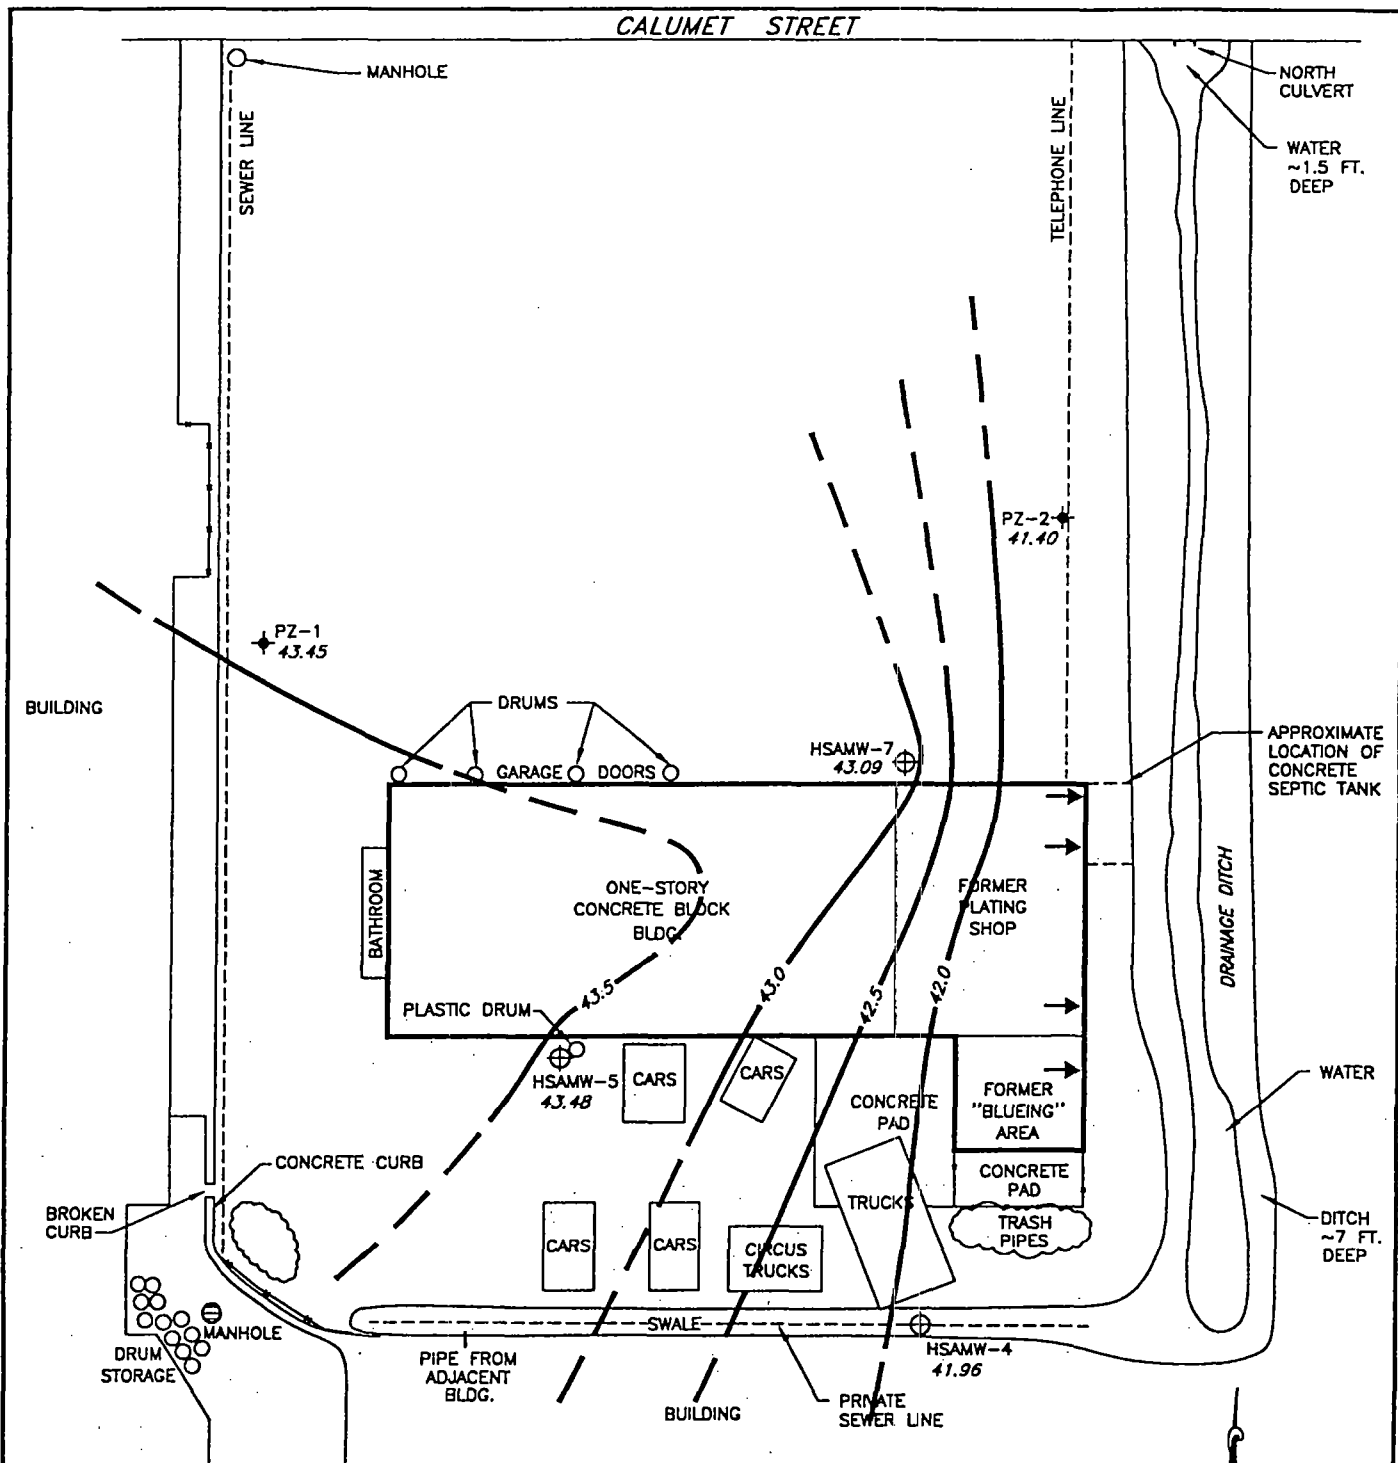 CALUMET STREET
MANHOLE
NORTH
CULVERT
SEWER LINE
TELEPHONE LINE
WATER
~1.5 FT.
DEEP
PZ-2
41.40
PZ-1
43.45
BUILDING
DRUMS
GARAGE DOORS
HSAMW-7
43.09
APPROXIMATE
LOCATION OF
CONCRETE
SEPTIC TANK
BATHROOM
ONE-STORY
CONCRETE BLOCK
BLDG.
FORMER
PLATING
SHOP
DRAINAGE DITCH
43.5
43.0
42.5
42.0
PLASTIC DRUM
HSAMW-5
43.48
CARS
CARS
CONCRETE
PAD
FORMER
"BLUEING"
AREA
WATER
CONCRETE CURB
CONCRETE
PAD
BROKEN
CURB
TRUCKS
TRASH
PIPES
DITCH
~7 FT.
DEEP
CARS
CARS
CIRCUS
TRUCKS
MANHOLE
SWALE
DRUM
STORAGE
PIPE FROM
ADJACENT
BLDG.
HSAMW-4
41.96
BUILDING
PRIVATE
SEWER LINE